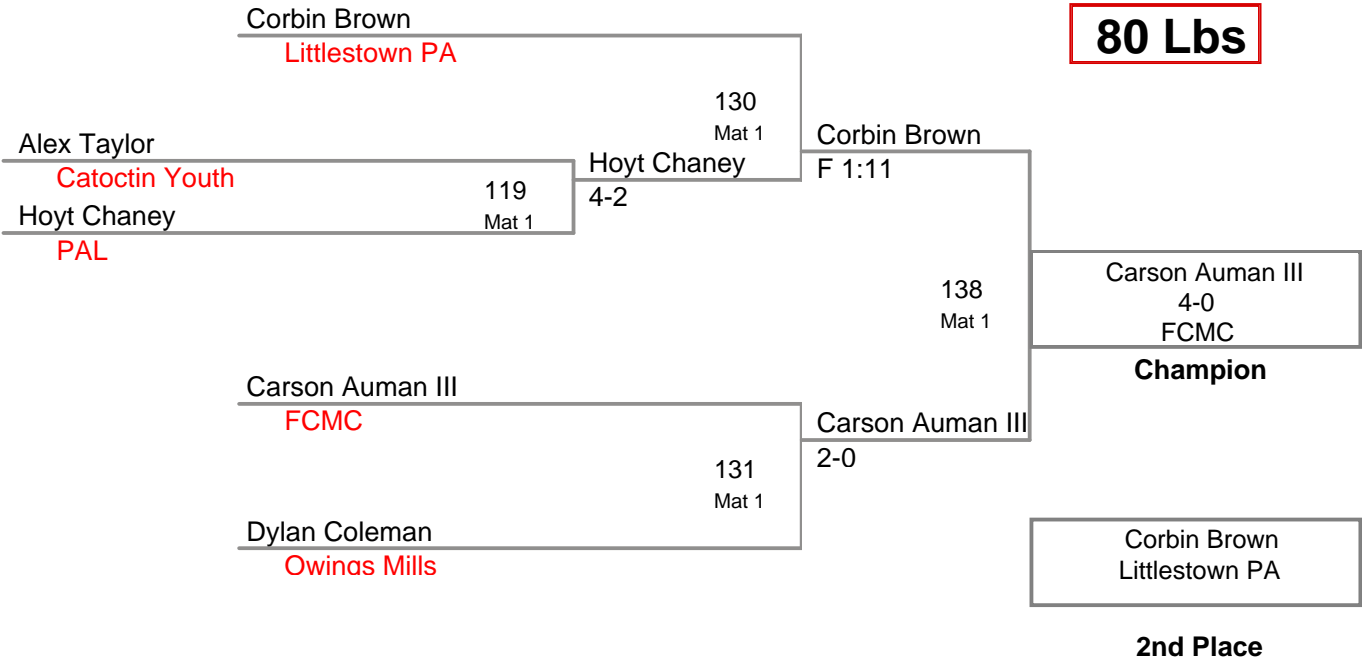 Corbin Brown
80 Lbs
Littlestown PA
130
Mat 1
Alex Taylor
Corbin Brown
Catoctin Youth
Hoyt Chaney
F 1:11
119
4-2
Hoyt Chaney
Mat 1
PAL
138
Mat 1
Carson Auman III
4-0
FCMC
Champion
Carson Auman III
FCMC
Carson Auman III
2-0
131
Mat 1
Dylan Coleman
Owings Mills
Corbin Brown
Littlestown PA
2nd Place